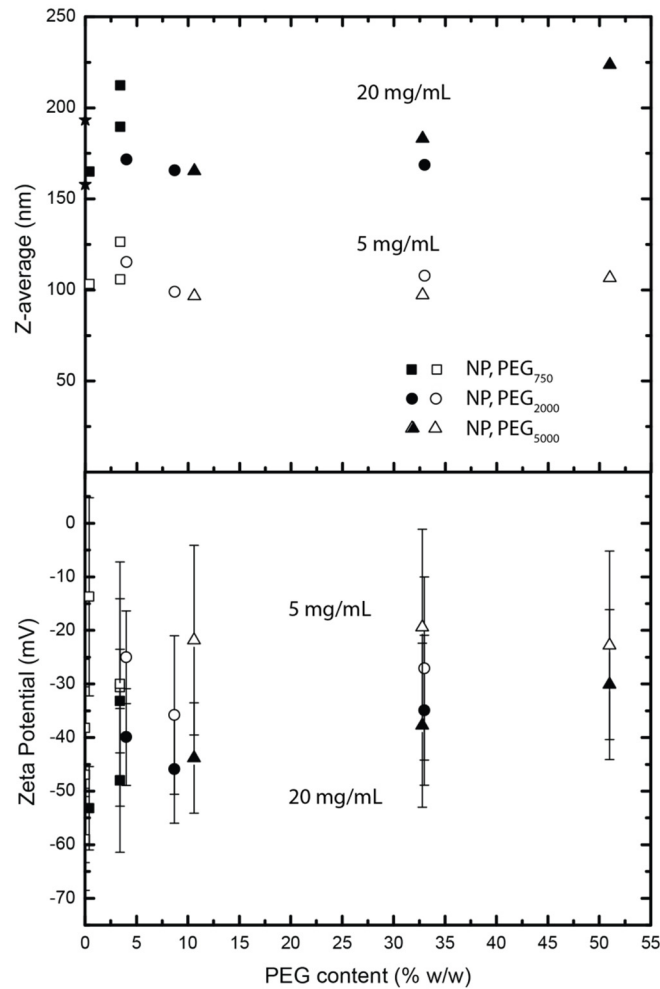 250
200
150
100
50
Z-average (nm)
20 mg/mL
5 mg/mL
NP, PEG750
NP, PEG2000
NP, PEG5000
0
-10
-20
-30
-40
-50
-60
-70
Zeta Potential (mV)
5 mg/mL
20 mg/mL
0 5 10 15 20 25 30 35 40 45 50 55
PEG content (% w/w)